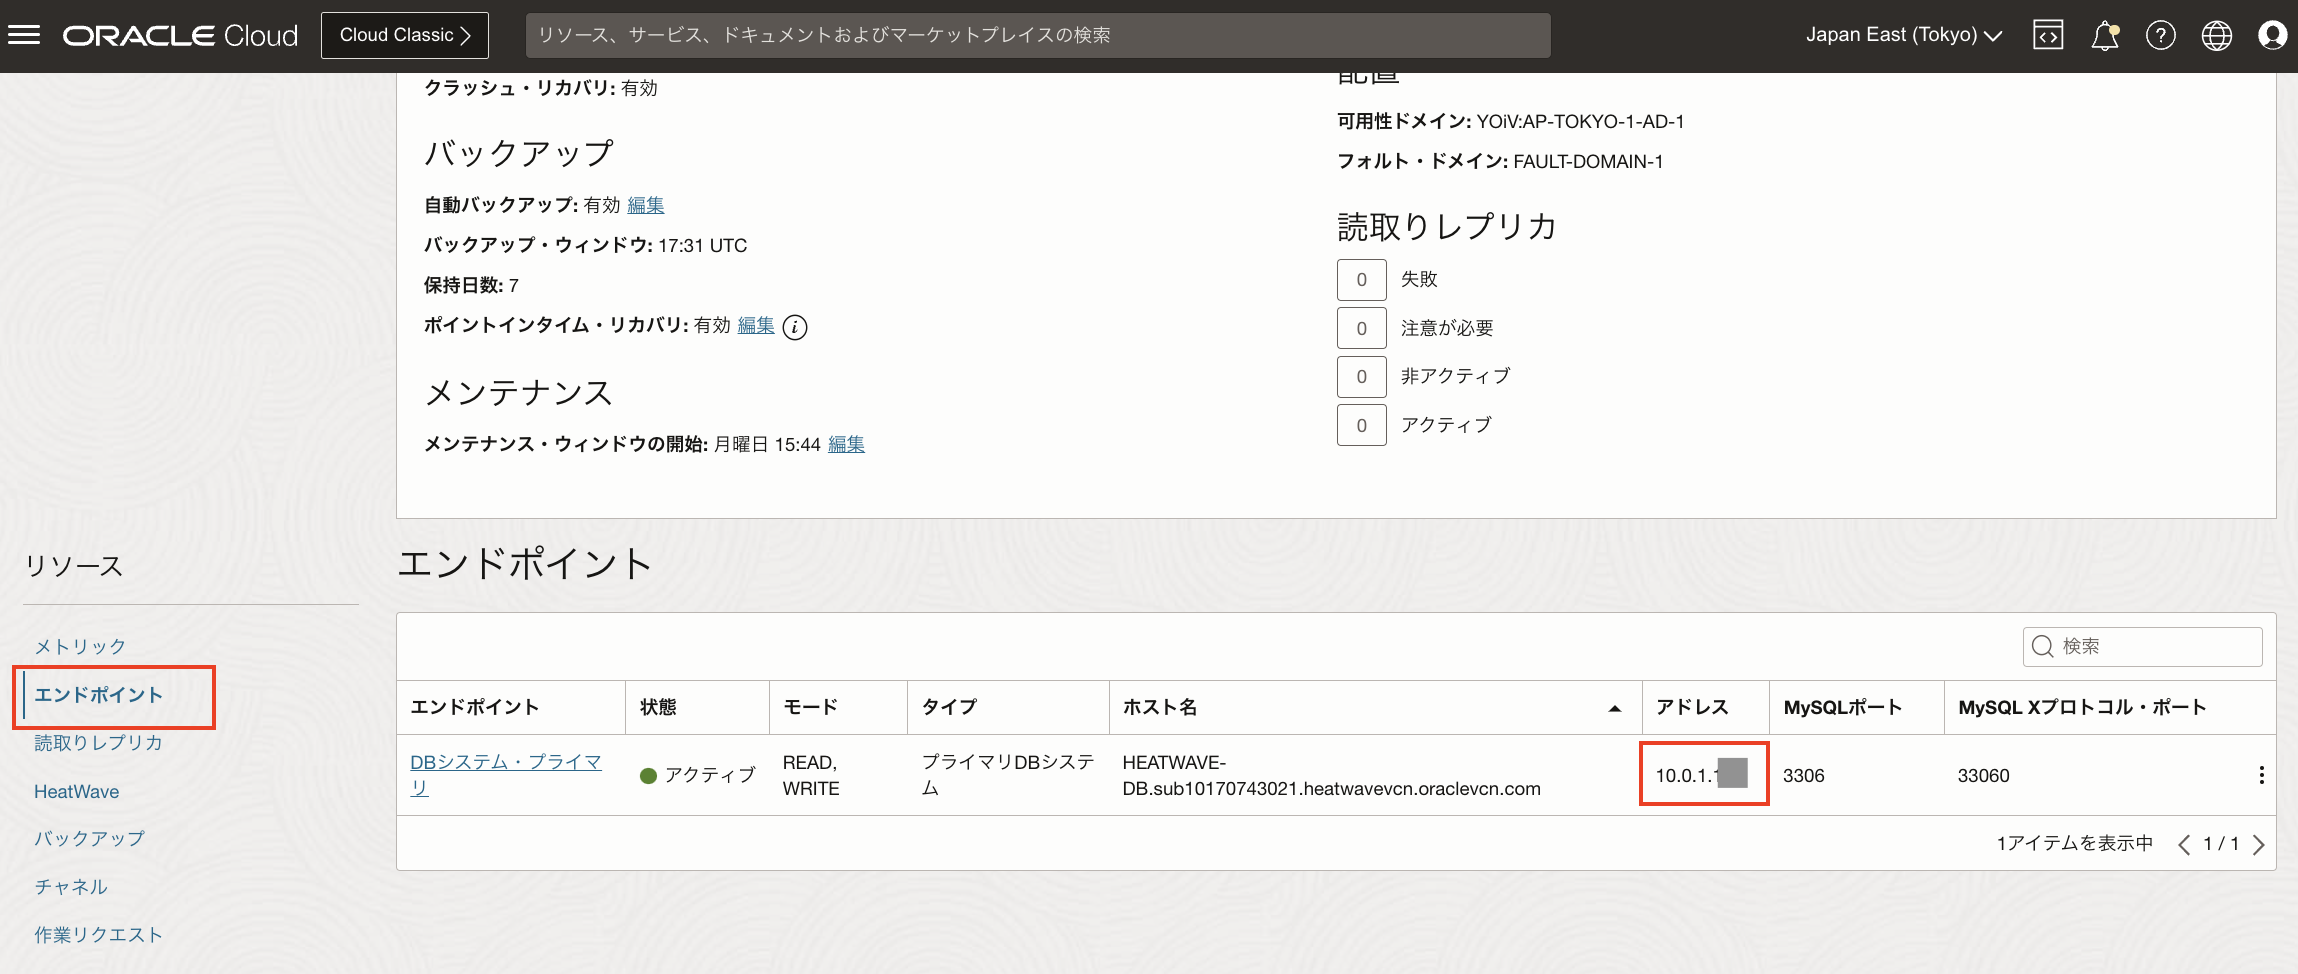 ORACLE Cloud
Cloud Classic
リソース、サービス、ドキュメントおよびマーケットプレイスの検索
Japan East (Tokyo)
クラッシュ・リカバリ: 有効
バックアップ
自動バックアップ: 有効 編集
バックアップ・ウィンドウ: 17:31 UTC
保持日数: 7
ポイントインタイム・リカバリ: 有効 編集
メンテナンス
メンテナンス・ウィンドウの開始: 月曜日 15:44 編集
配置
可用性ドメイン: YOiV:AP-TOKYO-1-AD-1
フォルト・ドメイン: FAULT-DOMAIN-1
読取りレプリカ
0 失敗
0 注意が必要
0 非アクティブ
0 アクティブ
リソース
メトリック
エンドポイント
読取りレプリカ
HeatWave
バックアップ
チャネル
作業リクエスト
エンドポイント
検索
エンドポイント 状態 モード タイプ ホスト名 アドレス MySQLポート MySQL Xプロトコル・ポート
DBシステム・プライマ
リ
アクティブ
READ,
WRITE
プライマリDBシステ
ム
HEATWAVE-
DB.sub10170743021.heatwavevcn.oraclevcn.com
10.0.1.1
3306
33060
1アイテムを表示中 1 / 1